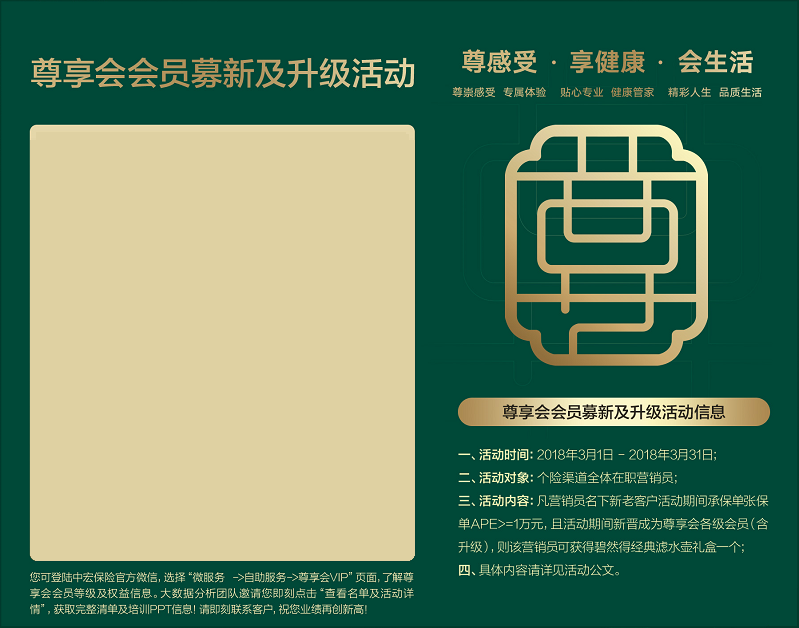 尊享会会员募新及升级活动
尊感受 · 享健康 · 会生活
尊崇感受 专属体验 贴心专业 健康管家 精彩人生 品质生活
尊享会会员募新及升级活动信息
一、活动时间: 2018年3月1日 - 2018年3月31日;
二、活动对象: 个险渠道全体在职营销员;
三、活动内容: 凡营销员名下新老客户活动期间承保单张保
单APE>=1万元, 且活动期间新晋成为尊享会各级会员(含
升级), 则该营销员可获得碧然得经典滤水壶礼盒一个;
四、具体内容请详见活动公文。
您可登陆中宏保险官方微信, 选择 “微服务 ->自助服务->尊享会VIP” 页面, 了解尊
享会会员等级及权益信息。大数据分析团队邀请您即刻点击 “查看名单及活动详
情”, 获取完整清单及培训PPT信息! 请即刻联系客户, 祝您业绩再创新高!